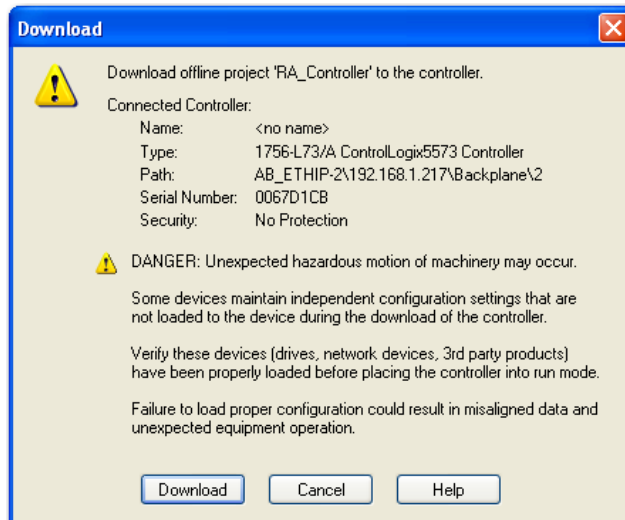 Download
Download offline project 'RA_Controller' to the controller.
Connected Controller:
Name: <no name>
Type: 1756-L73/A ControlLogix5573 Controller
Path: AB_ETHIP-2\192.168.1.217\Backplane\2
Serial Number: 0067D1CB
Security: No Protection
DANGER: Unexpected hazardous motion of machinery may occur.
Some devices maintain independent configuration settings that are
not loaded to the device during the download of the controller.
Verify these devices (drives, network devices, 3rd party products)
have been properly loaded before placing the controller into run mode.
Failure to load proper configuration could result in misaligned data and
unexpected equipment operation.
Download Cancel Help